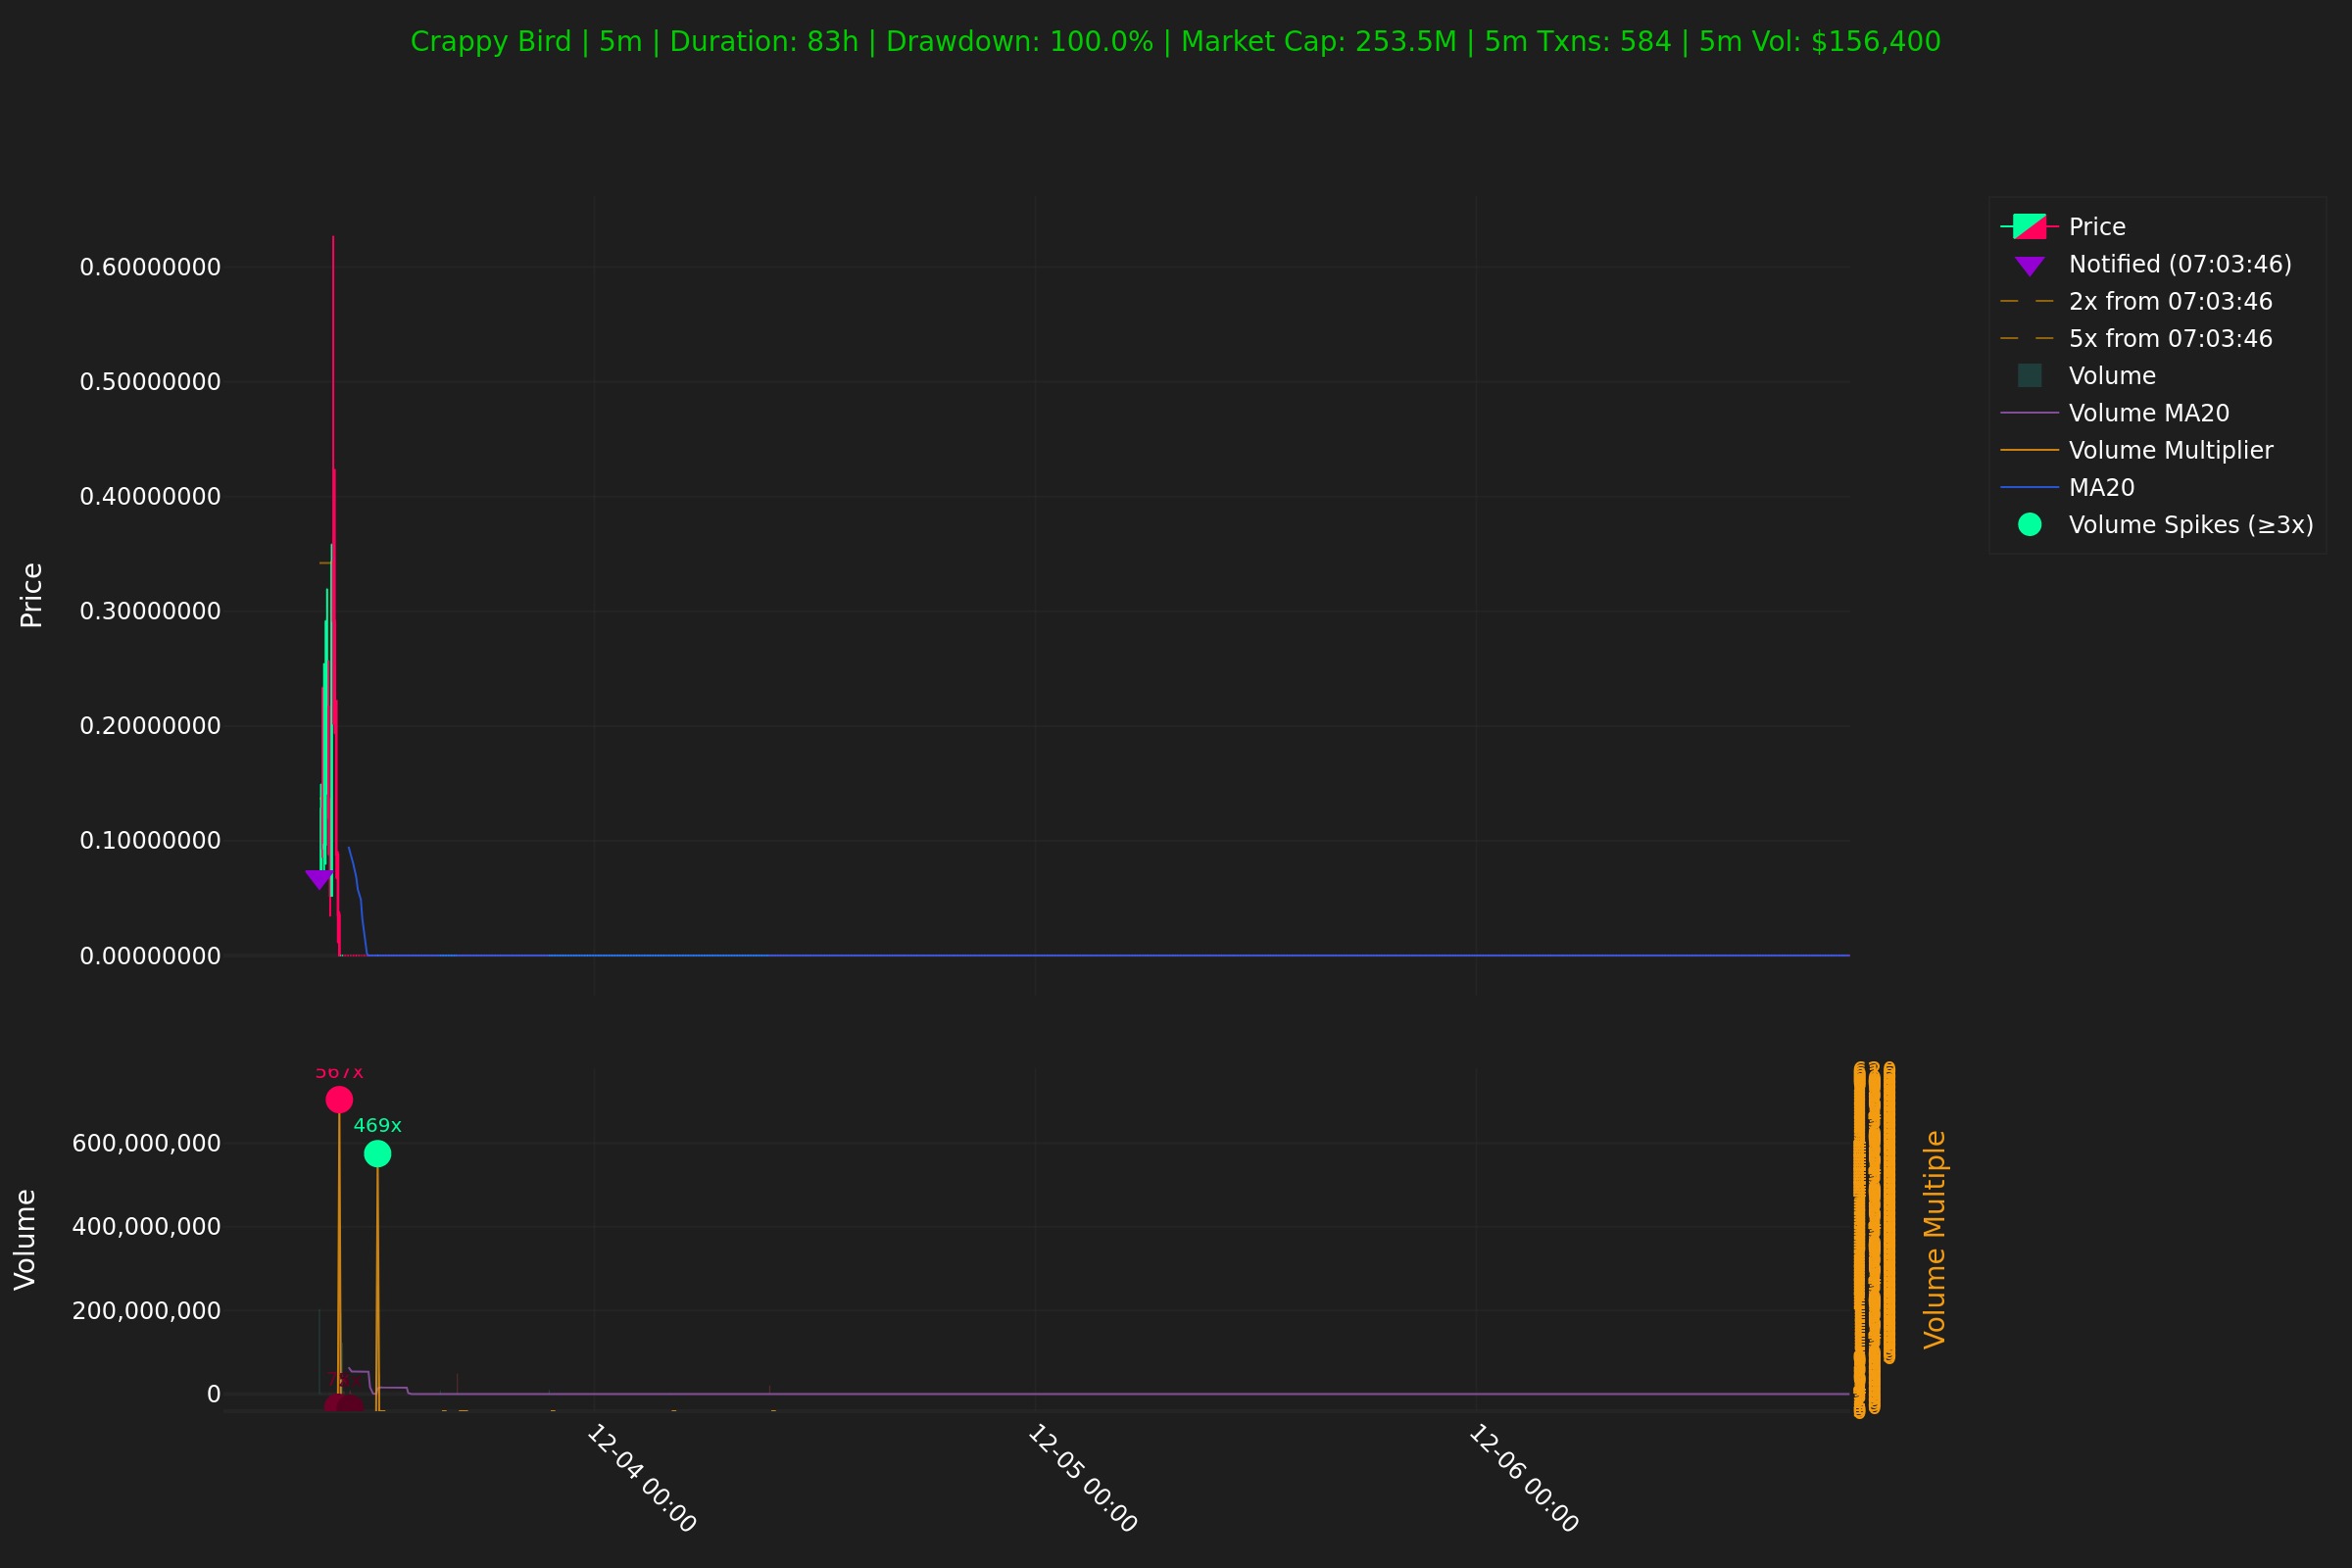 Crappy Bird | 5m | Duration: 83h | Drawdown: 100.0% | Market Cap: 253.5M | 5m Txns: 584 | 5m Vol: $156,400
Price
0.60000000
0.50000000
0.40000000
0.30000000
0.20000000
0.10000000
0.00000000
Price
Notified (07:03:46)
2x from 07:03:46
5x from 07:03:46
Volume
Volume MA20
Volume Multiplier
MA20
Volume Spikes (≥3x)
Volume
600,000,000
400,000,000
200,000,000
0
567x
469x
Volume Multiple
12-04 00:00
12-05 00:00
12-06 00:00